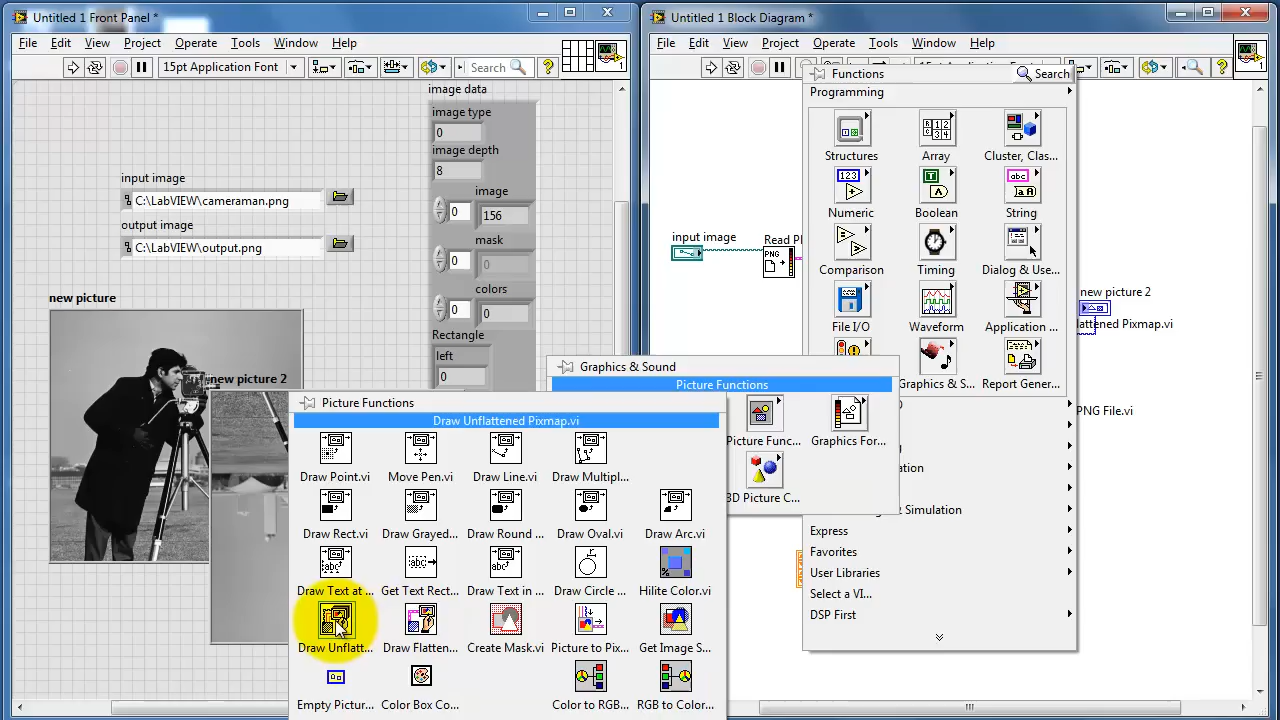 Untitled 1 Front Panel *
File Edit View Project Operate Tools Window Help
15pt Application Font
Search
1
image data
image type
0
image depth
8
input image
C:\LabVIEW\cameraman.png
output image
C:\LabVIEW\output.png
image
0
156
mask
0
0
colors
0
0
Rectangle
left
0
new picture
new picture 2
Untitled 1 Block Diagram *
File Edit View Project Operate Tools Window Help
1
input image
PNG
new picture 2
lattened Pixmap.vi
PNG File.vi
Functions
Search
Programming
Structures
Array
Cluster, Clas...
Numeric
Boolean
String
Comparison
Timing
Dialog & Use...
File I/O
Waveform
Application ...
Graphics & S...
Report Gener...
Express
Favorites
User Libraries
Select a VI...
DSP First
Graphics & Sound
Picture Functions
Picture Func...
Graphics For...
3D Picture C...
Picture Functions
Draw Unflattened Pixmap.vi
Draw Point.vi
Move Pen.vi
Draw Line.vi
Draw Multipl...
Draw Rect.vi
Draw Grayed...
Draw Round ...
Draw Oval.vi
Draw Arc.vi
Draw Text at ...
Get Text Rect...
Draw Text in ...
Draw Circle ...
Hilite Color.vi
Draw Unflatt...
Draw Flatten...
Create Mask.vi
Picture to Pix...
Get Image S...
Empty Pictur...
Color Box Co...
Color to RGB...
RGB to Color...